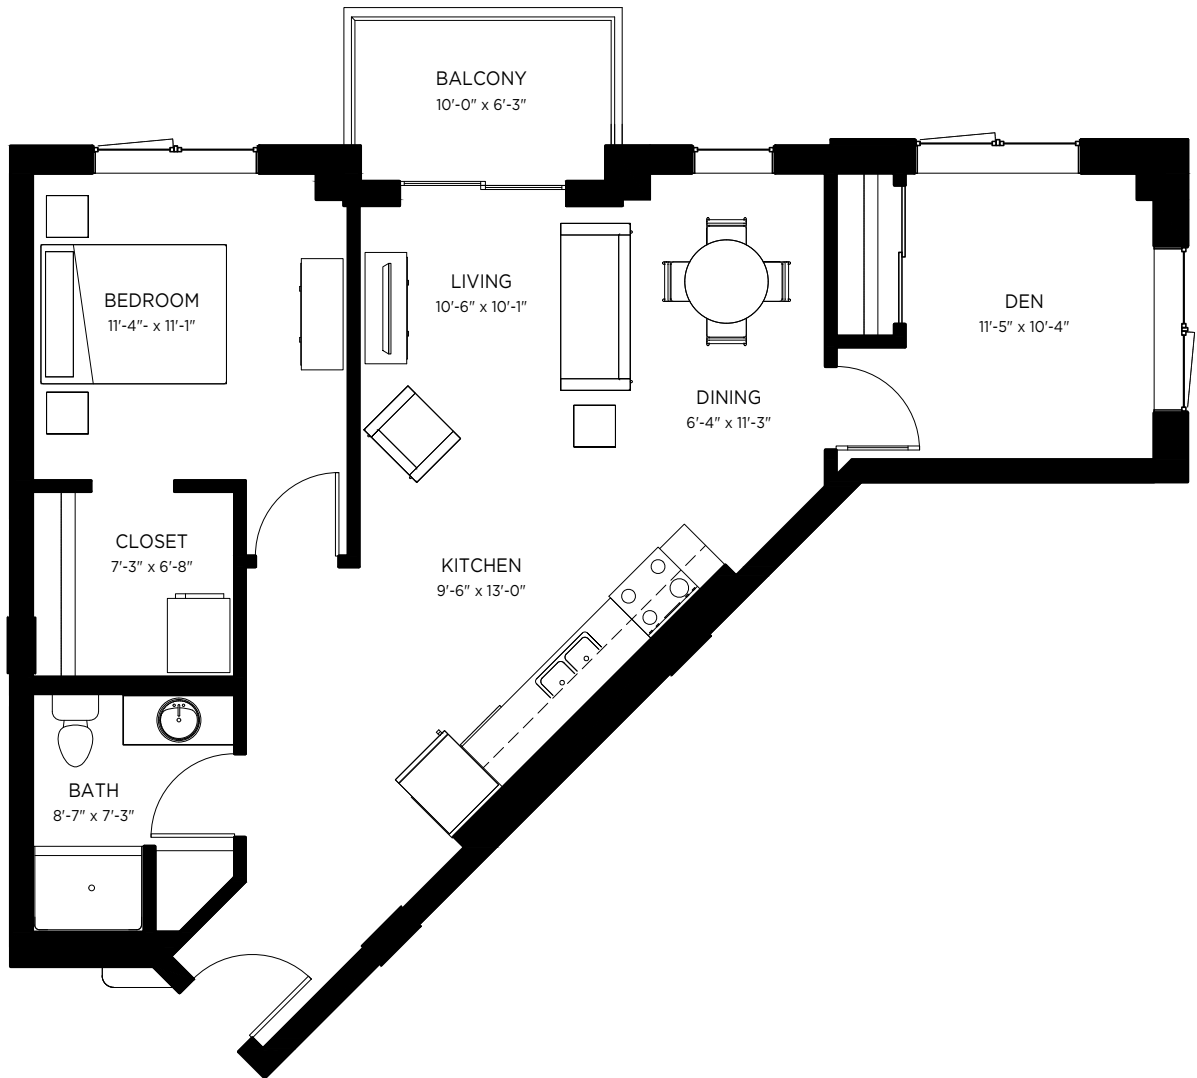 BALCONY
10'-0" x 6'-3"
LIVING
10'-6" x 10'-1"
BEDROOM
11'-4"- x 11'-1"
DEN
11'-5" x 10'-4"
DINING
6'-4" x 11'-3"
CLOSET
7'-3" x 6'-8"
KITCHEN
9'-6" x 13'-0"
BATH
8'-7" x 7'-3"